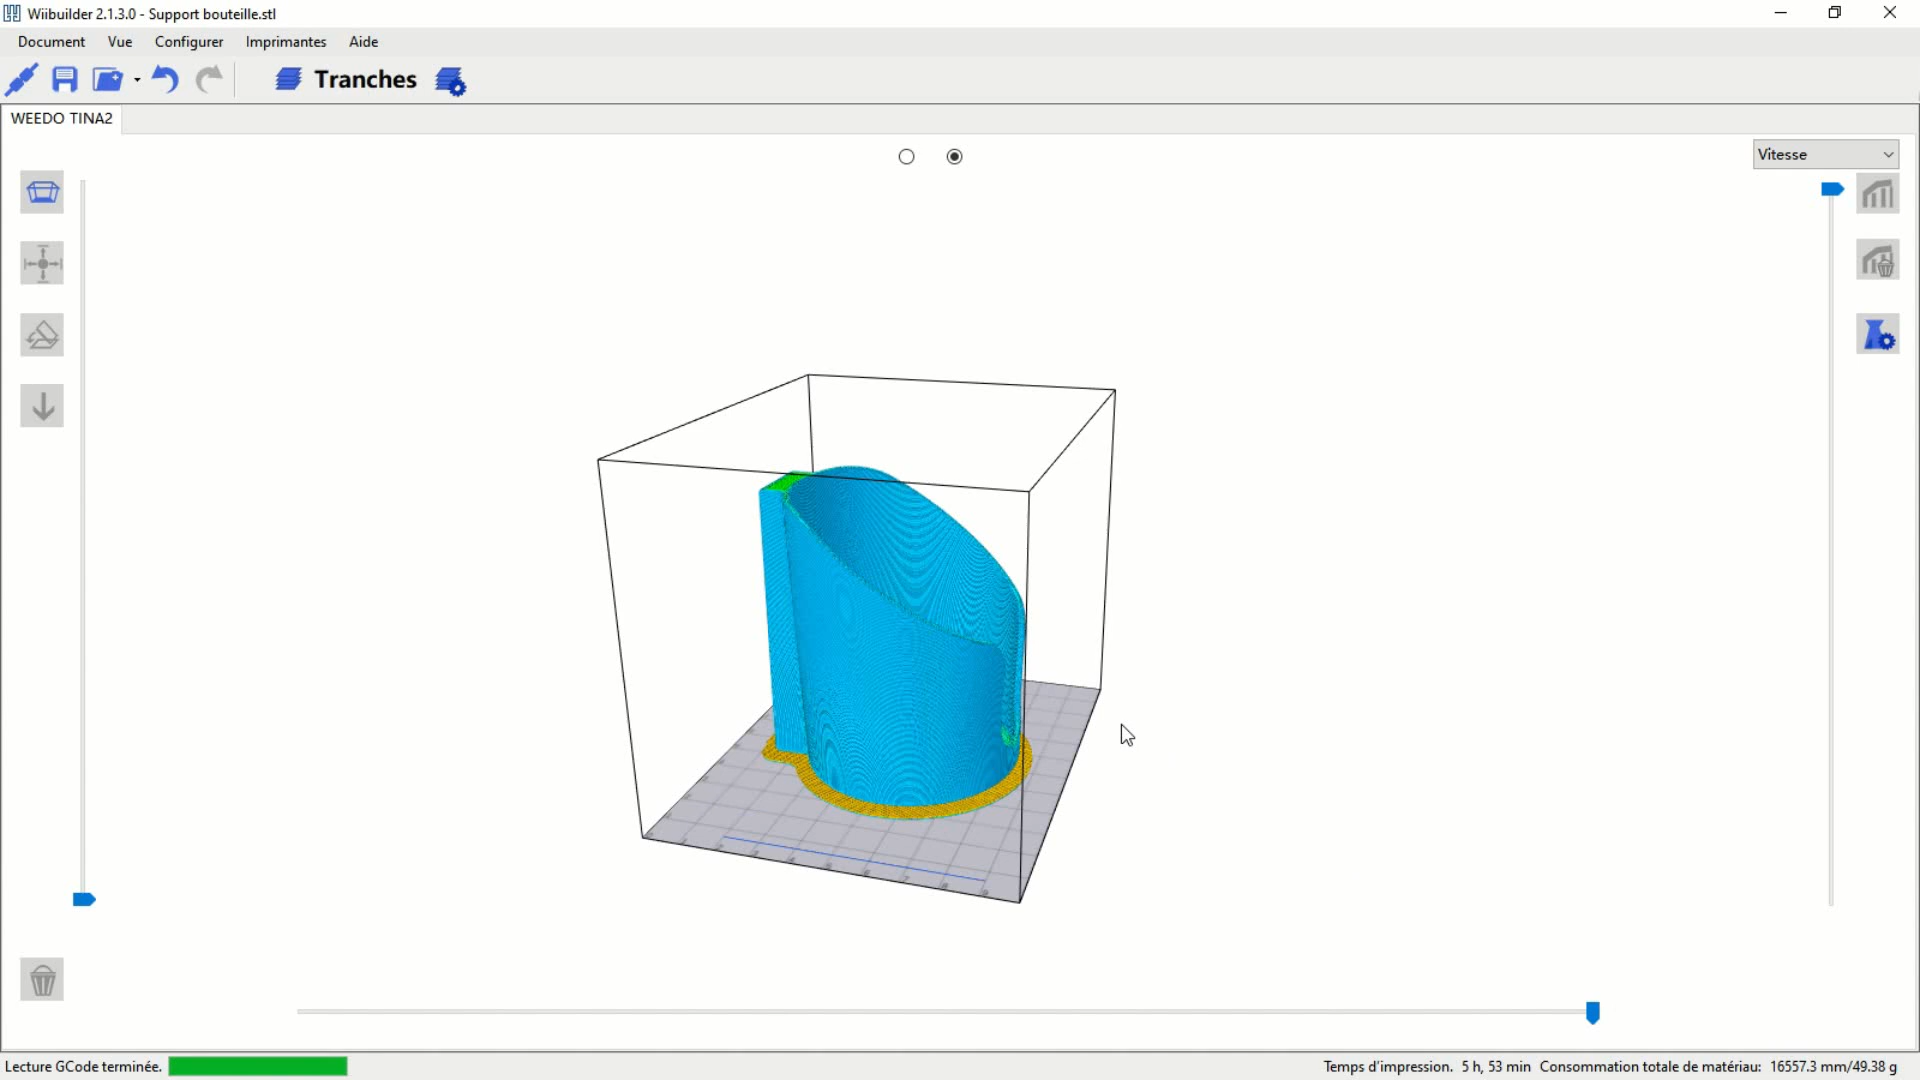 Wiibuilder 2.1.3.0 - Support bouteille.stl
Document Vue Configurer Imprimantes Aide
Tranches
WEEDO TINA2
Vitesse
Lecture GCode terminée.
Temps d'impression. 5 h, 53 min Consommation totale de matériau: 16557.3 mm/49.38 g